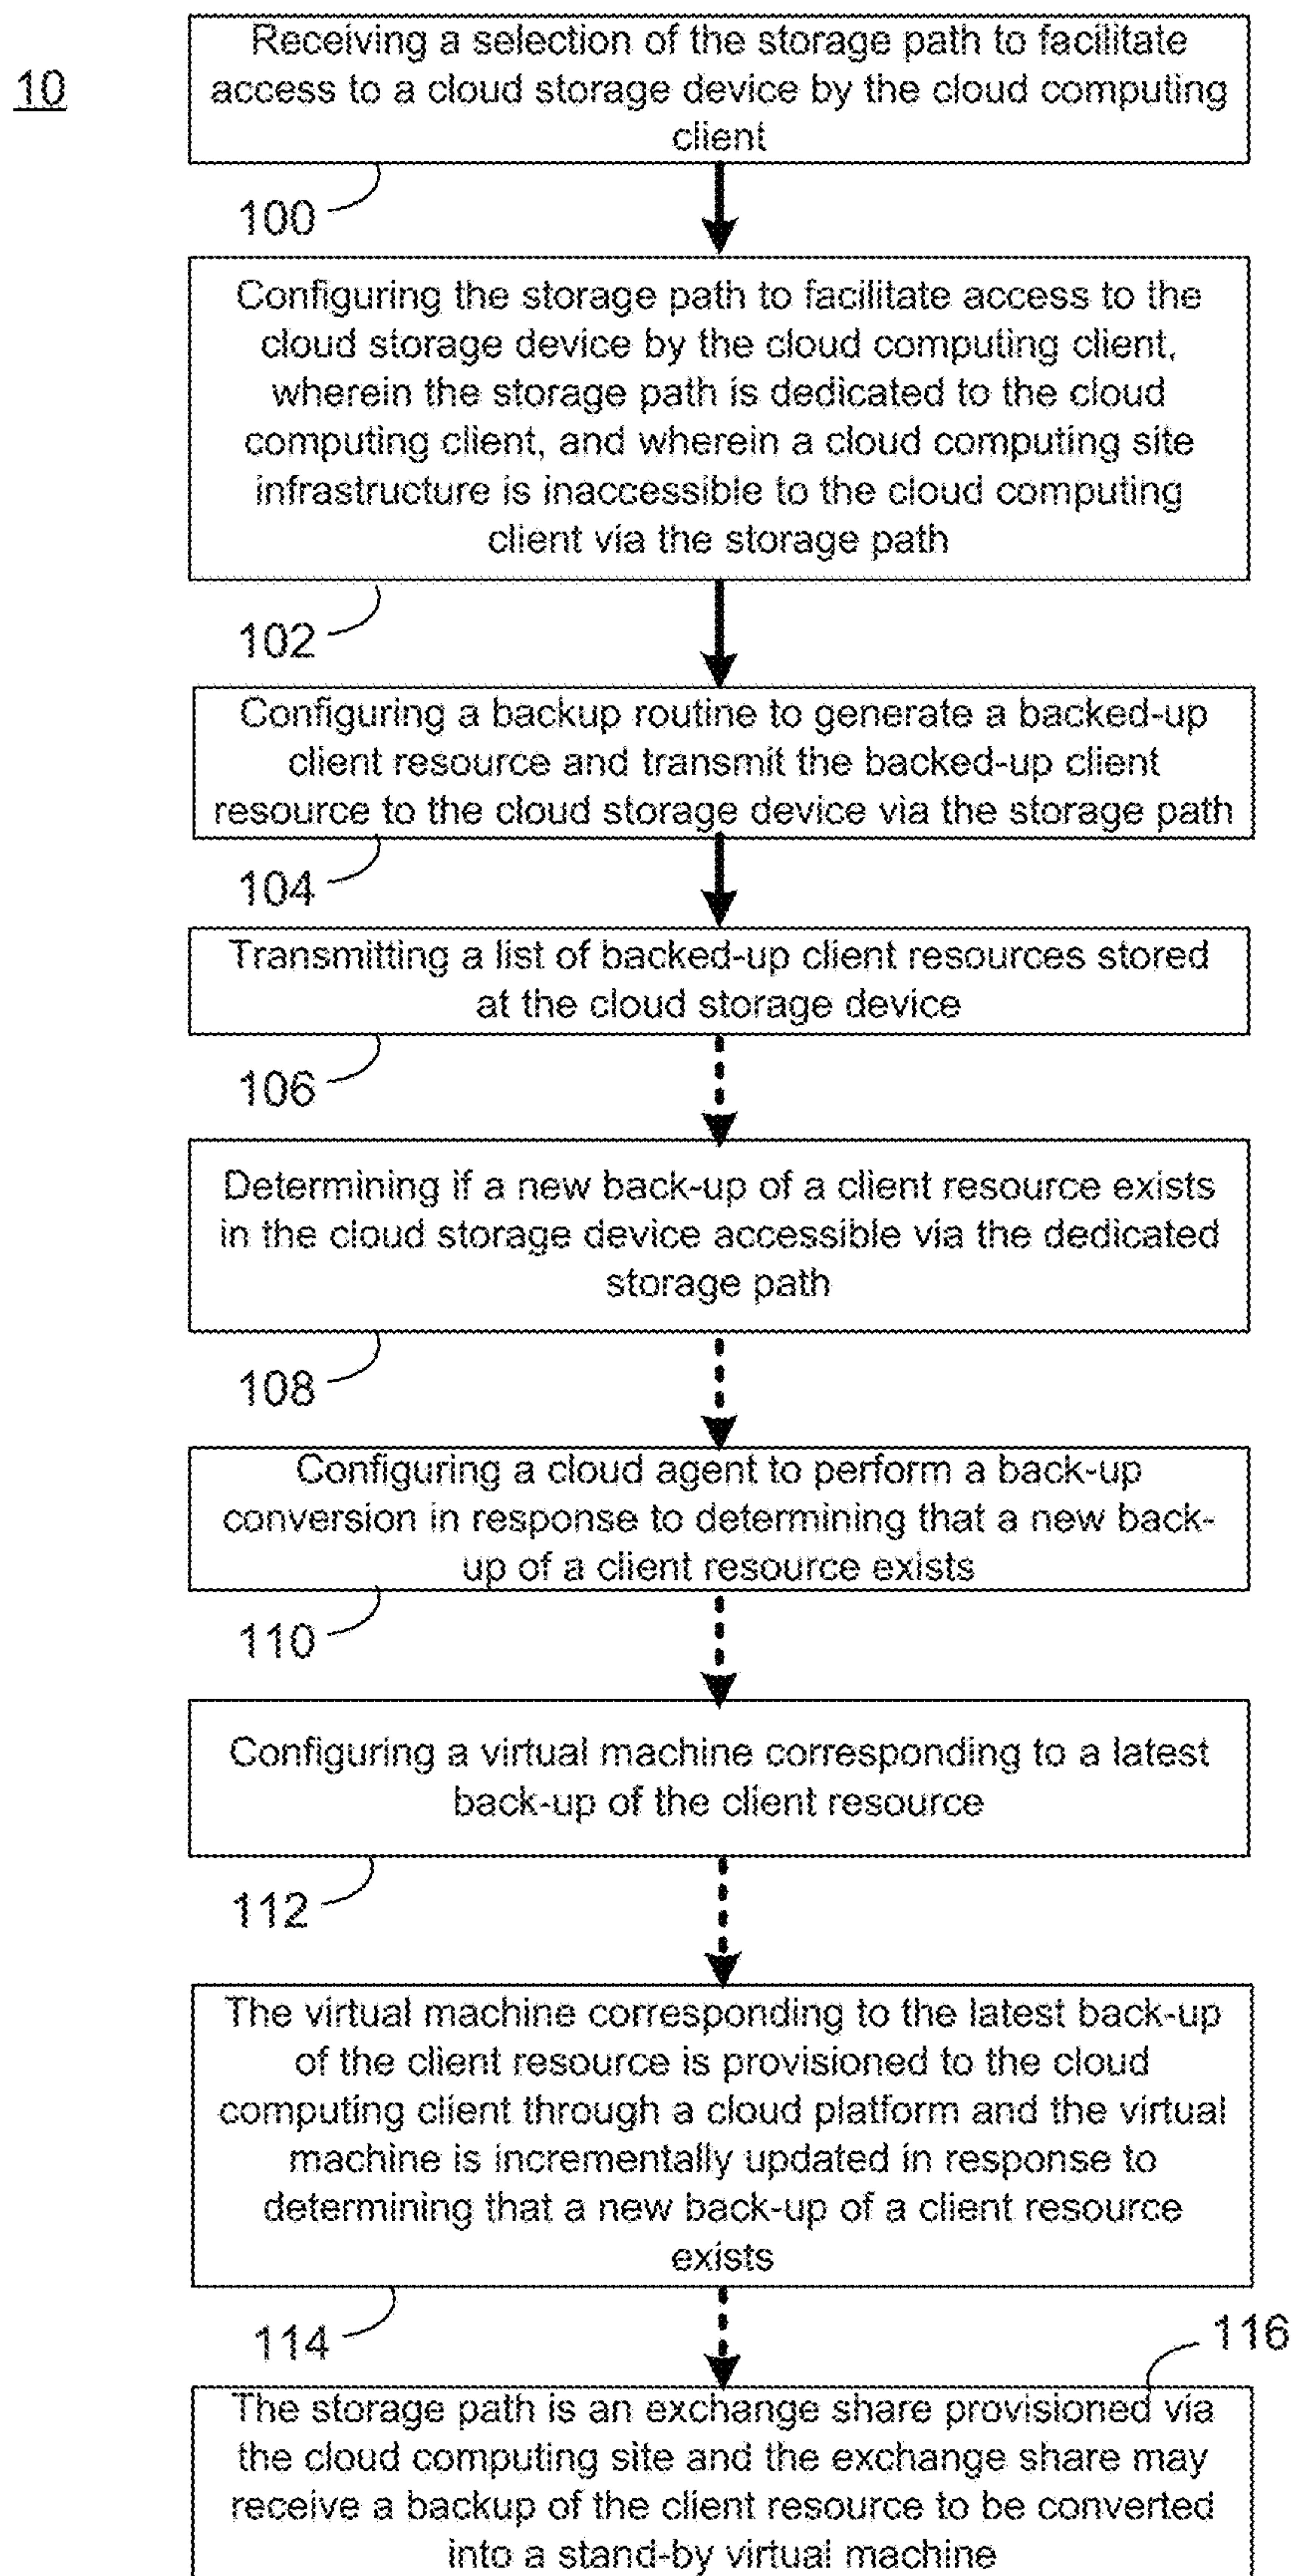 10
Receiving a selection of the storage path to facilitate
access to a cloud storage device by the cloud computing
client
100
Configuring the storage path to facilitate access to the
cloud storage device by the cloud computing client,
wherein the storage path is dedicated to the cloud
computing client, and wherein a cloud computing site
infrastructure is inaccessible to the cloud computing
client via the storage path
102
Configuring a backup routine to generate a backed-up
client resource and transmit the backed-up client
resource to the cloud storage device via the storage path
104
Transmitting a list of backed-up client resources stored
at the cloud storage device
106
Determining if a new back-up of a client resource exists
in the cloud storage device accessible via the dedicated
storage path
108
Configuring a cloud agent to perform a back-up
conversion in response to determining that a new back-
up of a client resource exists
110
Configuring a virtual machine corresponding to a latest
back-up of the client resource
112
The virtual machine corresponding to the latest back-up
of the client resource is provisioned to the cloud
computing client through a cloud platform and the virtual
machine is incrementally updated in response to
determining that a new back-up of a client resource
exists
114
116
The storage path is an exchange share provisioned via
the cloud computing site and the exchange share may
receive a backup of the client resource to be converted
into a stand-by virtual machine